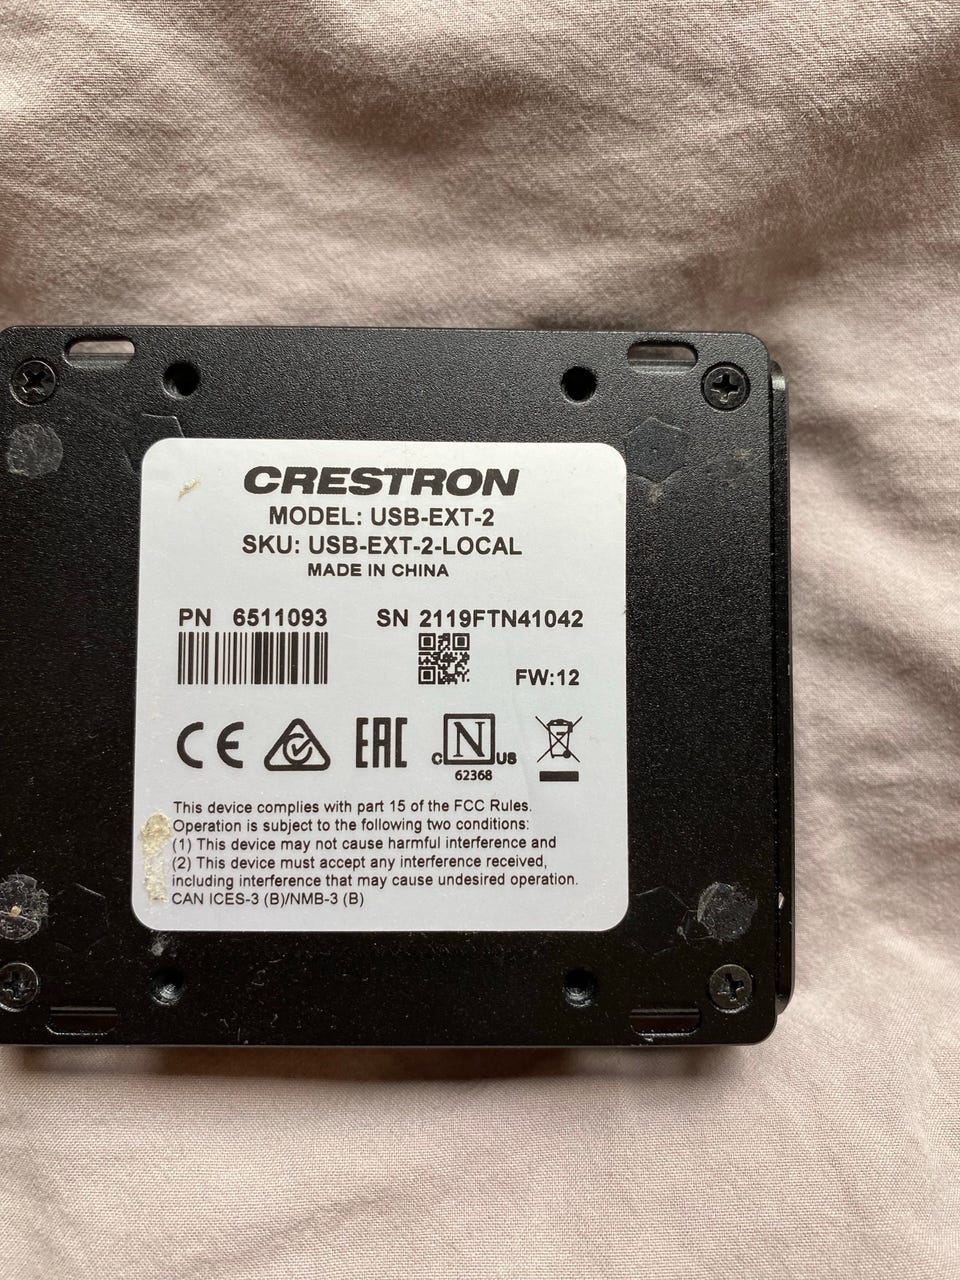 CRESTRON
MODEL: USB-EXT-2
SKU: USB-EXT-2-LOCAL
MADE IN CHINA
PN 6511093 SN 2119FTN41042
FW:12
CE EAC C N US
62368
This device complies with part 15 of the FCC Rules.
Operation is subject to the following two conditions:
(1) This device may not cause harmful interference and
(2) This device must accept any interference received,
including interference that may cause undesired operation.
CAN ICES-3 (B)/NMB-3 (B)